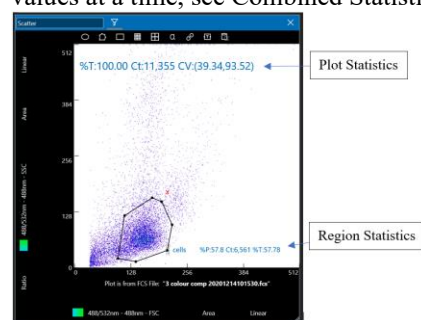 values at a time, see Combined Statisti
Scatter
512
%T:100.00 Ct:11,355 CV:(39.34,93.52)
Plot Statistics
Linear
384
Area
256
488/532nm - 488nm - SSC
128
cells
%P:57.8 Ct:6,561 %T:57.78
Region Statistics
Ratio
0
0
128
256
384
512
Plot is from FCS File: "3 colour comp 20201214101530.fcs"
488/532nm - 488nm - FSC
Area
Linear